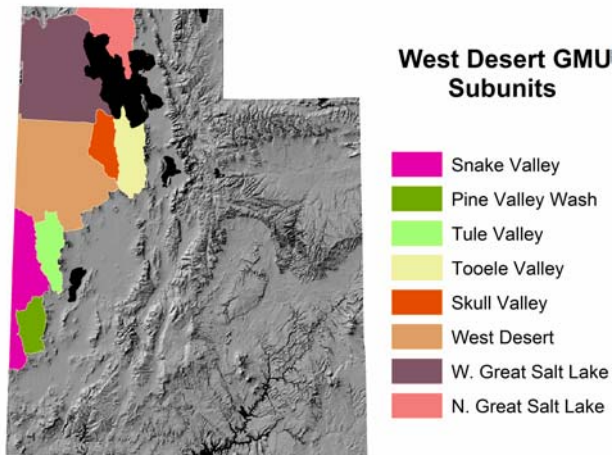 West Desert GMU
Subunits
Snake Valley
Pine Valley Wash
Tule Valley
Tooele Valley
Skull Valley
West Desert
W. Great Salt Lake
N. Great Salt Lake